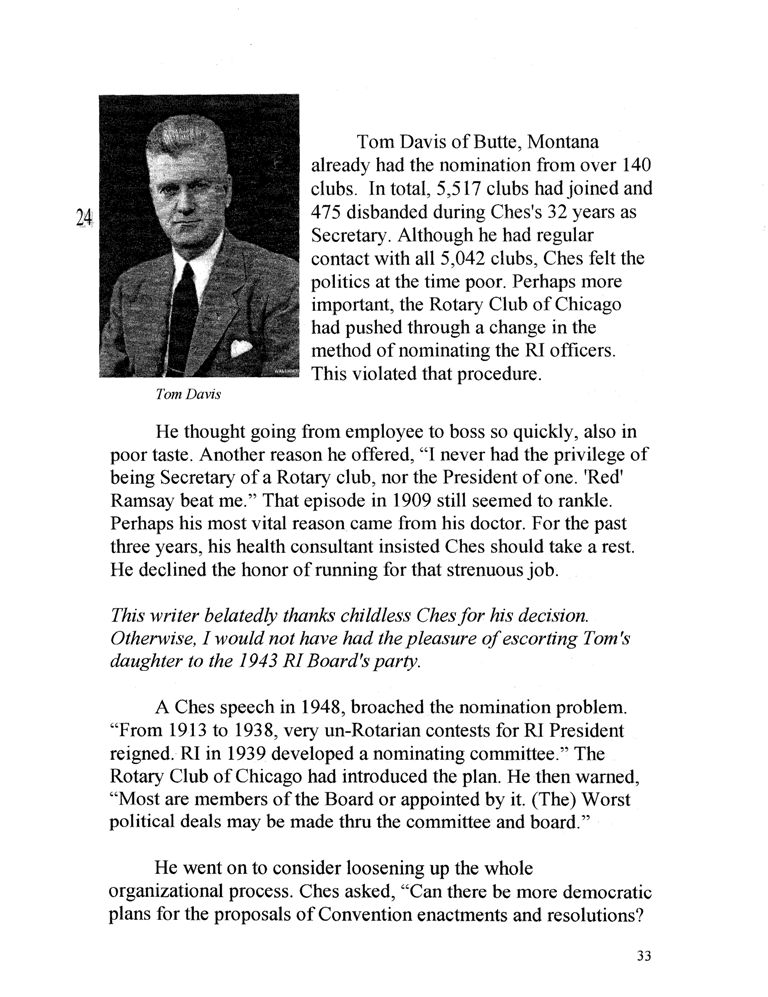 24
Tom Davis of Butte, Montana
already had the nomination from over 140
clubs.  In total, 5,517 clubs had joined and
475 disbanded during Ches's 32 years as
Secretary. Although he had regular
contact with all 5,042 clubs, Ches felt the
politics at the time poor. Perhaps more
important, the Rotary Club of Chicago
had pushed through a change in the
method of nominating the RI officers.
This violated that procedure.
Tom Davis
He thought going from employee to boss so quickly, also in
poor taste. Another reason he offered, “I never had the privilege of
being Secretary of a Rotary club, nor the President of one. 'Red'
Ramsay beat me.” That episode in 1909 still seemed to rankle.
Perhaps his most vital reason came from his doctor. For the past
three years, his health consultant insisted Ches should take a rest.
He declined the honor of running for that strenuous job.
This writer belatedly thanks childless Ches for his decision.
Otherwise, I would not have had the pleasure of escorting Tom's
daughter to the 1943 RI Board's party.
A Ches speech in 1948, broached the nomination problem.
“From 1913 to 1938, very un-Rotarian contests for RI President
reigned. RI in 1939 developed a nominating committee.” The
Rotary Club of Chicago had introduced the plan. He then warned,
“Most are members of the Board or appointed by it. (The) Worst
political deals may be made thru the committee and board.”
He went on to consider loosening up the whole
organizational process. Ches asked, “Can there be more democratic
plans for the proposals of Convention enactments and resolutions?
33